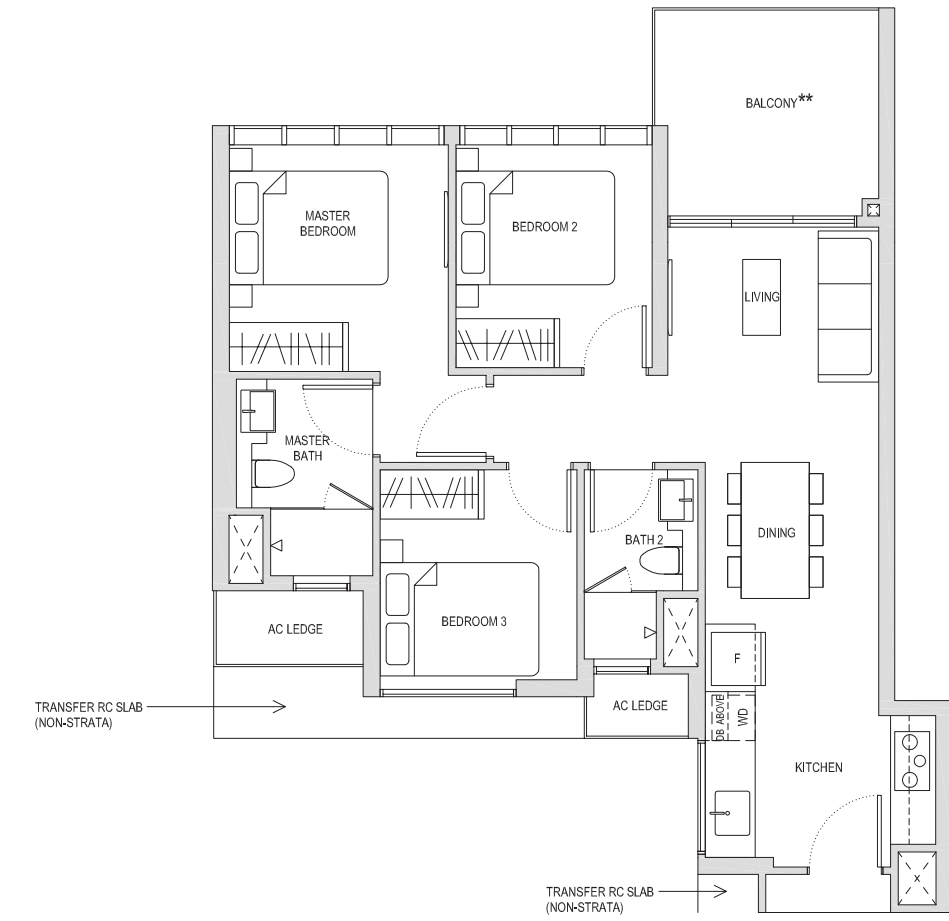 BALCONY**
MASTER
BEDROOM
BEDROOM 2
LIVING
MASTER
BATH
DINING
BATH 2
BEDROOM 3
AC LEDGE
F
AC LEDGE
DB ABOVE
WD
TRANSFER RC SLAB
(NON-STRATA)
KITCHEN
x
TRANSFER RC SLAB
(NON-STRATA)